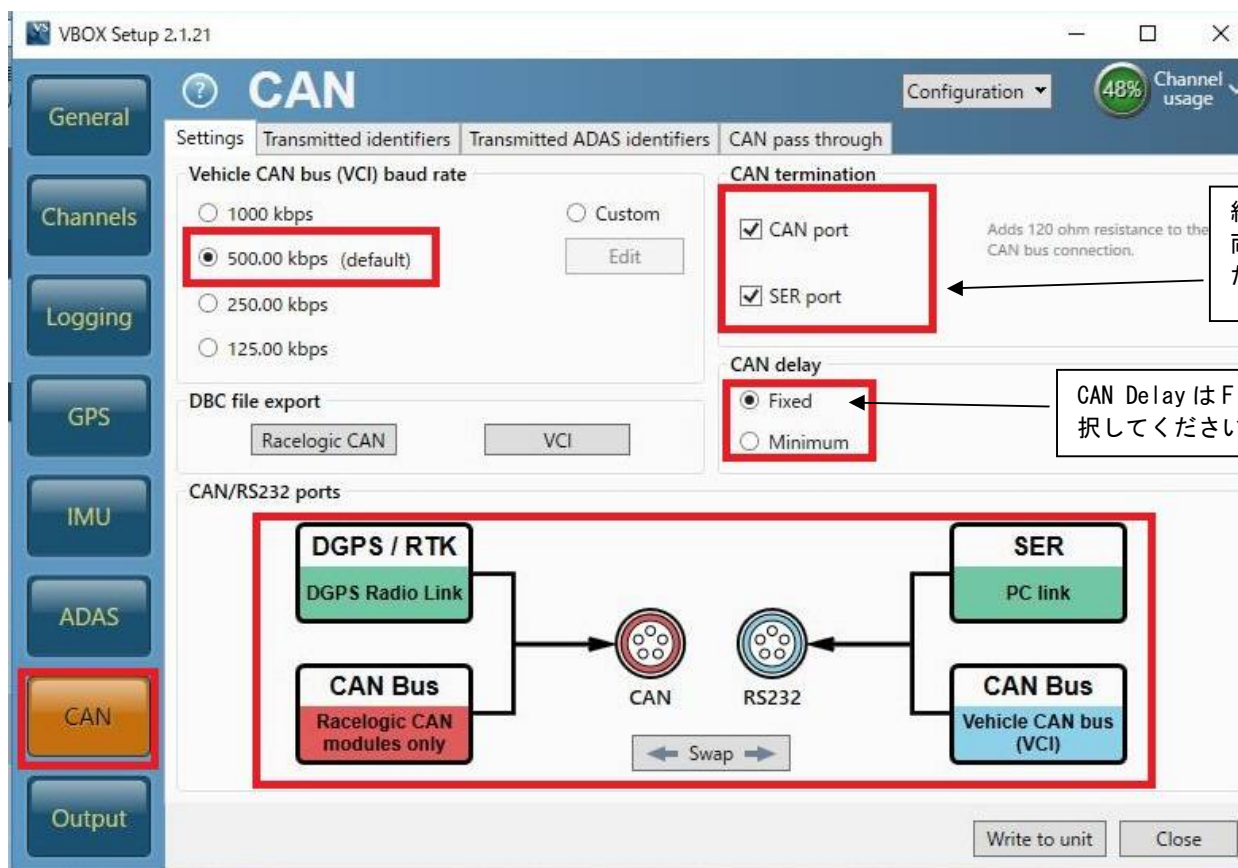 VBOX Setup 2.1.21
CAN
Configuration
48%
Channel
usage
General
Channels
Logging
GPS
IMU
ADAS
CAN
Output
Settings
Transmitted identifiers
Transmitted ADAS identifiers
CAN pass through
Vehicle CAN bus (VCI) baud rate
1000 kbps
Custom
500.00 kbps (default)
Edit
250.00 kbps
125.00 kbps
CAN termination
CAN port
SER port
Adds 120 ohm resistance to the
CAN bus connection.
DBC file export
Racelogic CAN
VCI
CAN delay
Fixed
Minimum
CAN Delay は F
択してください
CAN/RS232 ports
DGPS / RTK
DGPS Radio Link
CAN Bus
Racelogic CAN
modules only
CAN
RS232
SER
PC link
CAN Bus
Vehicle CAN bus
(VCI)
Swap
Write to unit
Close